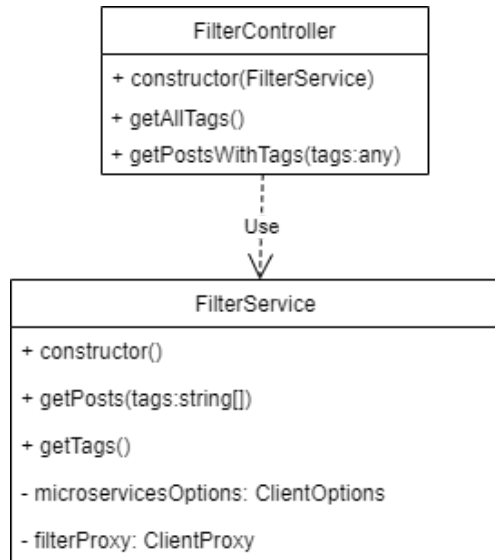 FilterController
+ constructor(FilterService)
+ getAllTags()
+ getPostsWithTags(tags:any)
Use
FilterService
+ constructor()
+ getPosts(tags:string[])
+ getTags()
- microservicesOptions: ClientOptions
- filterProxy: ClientProxy